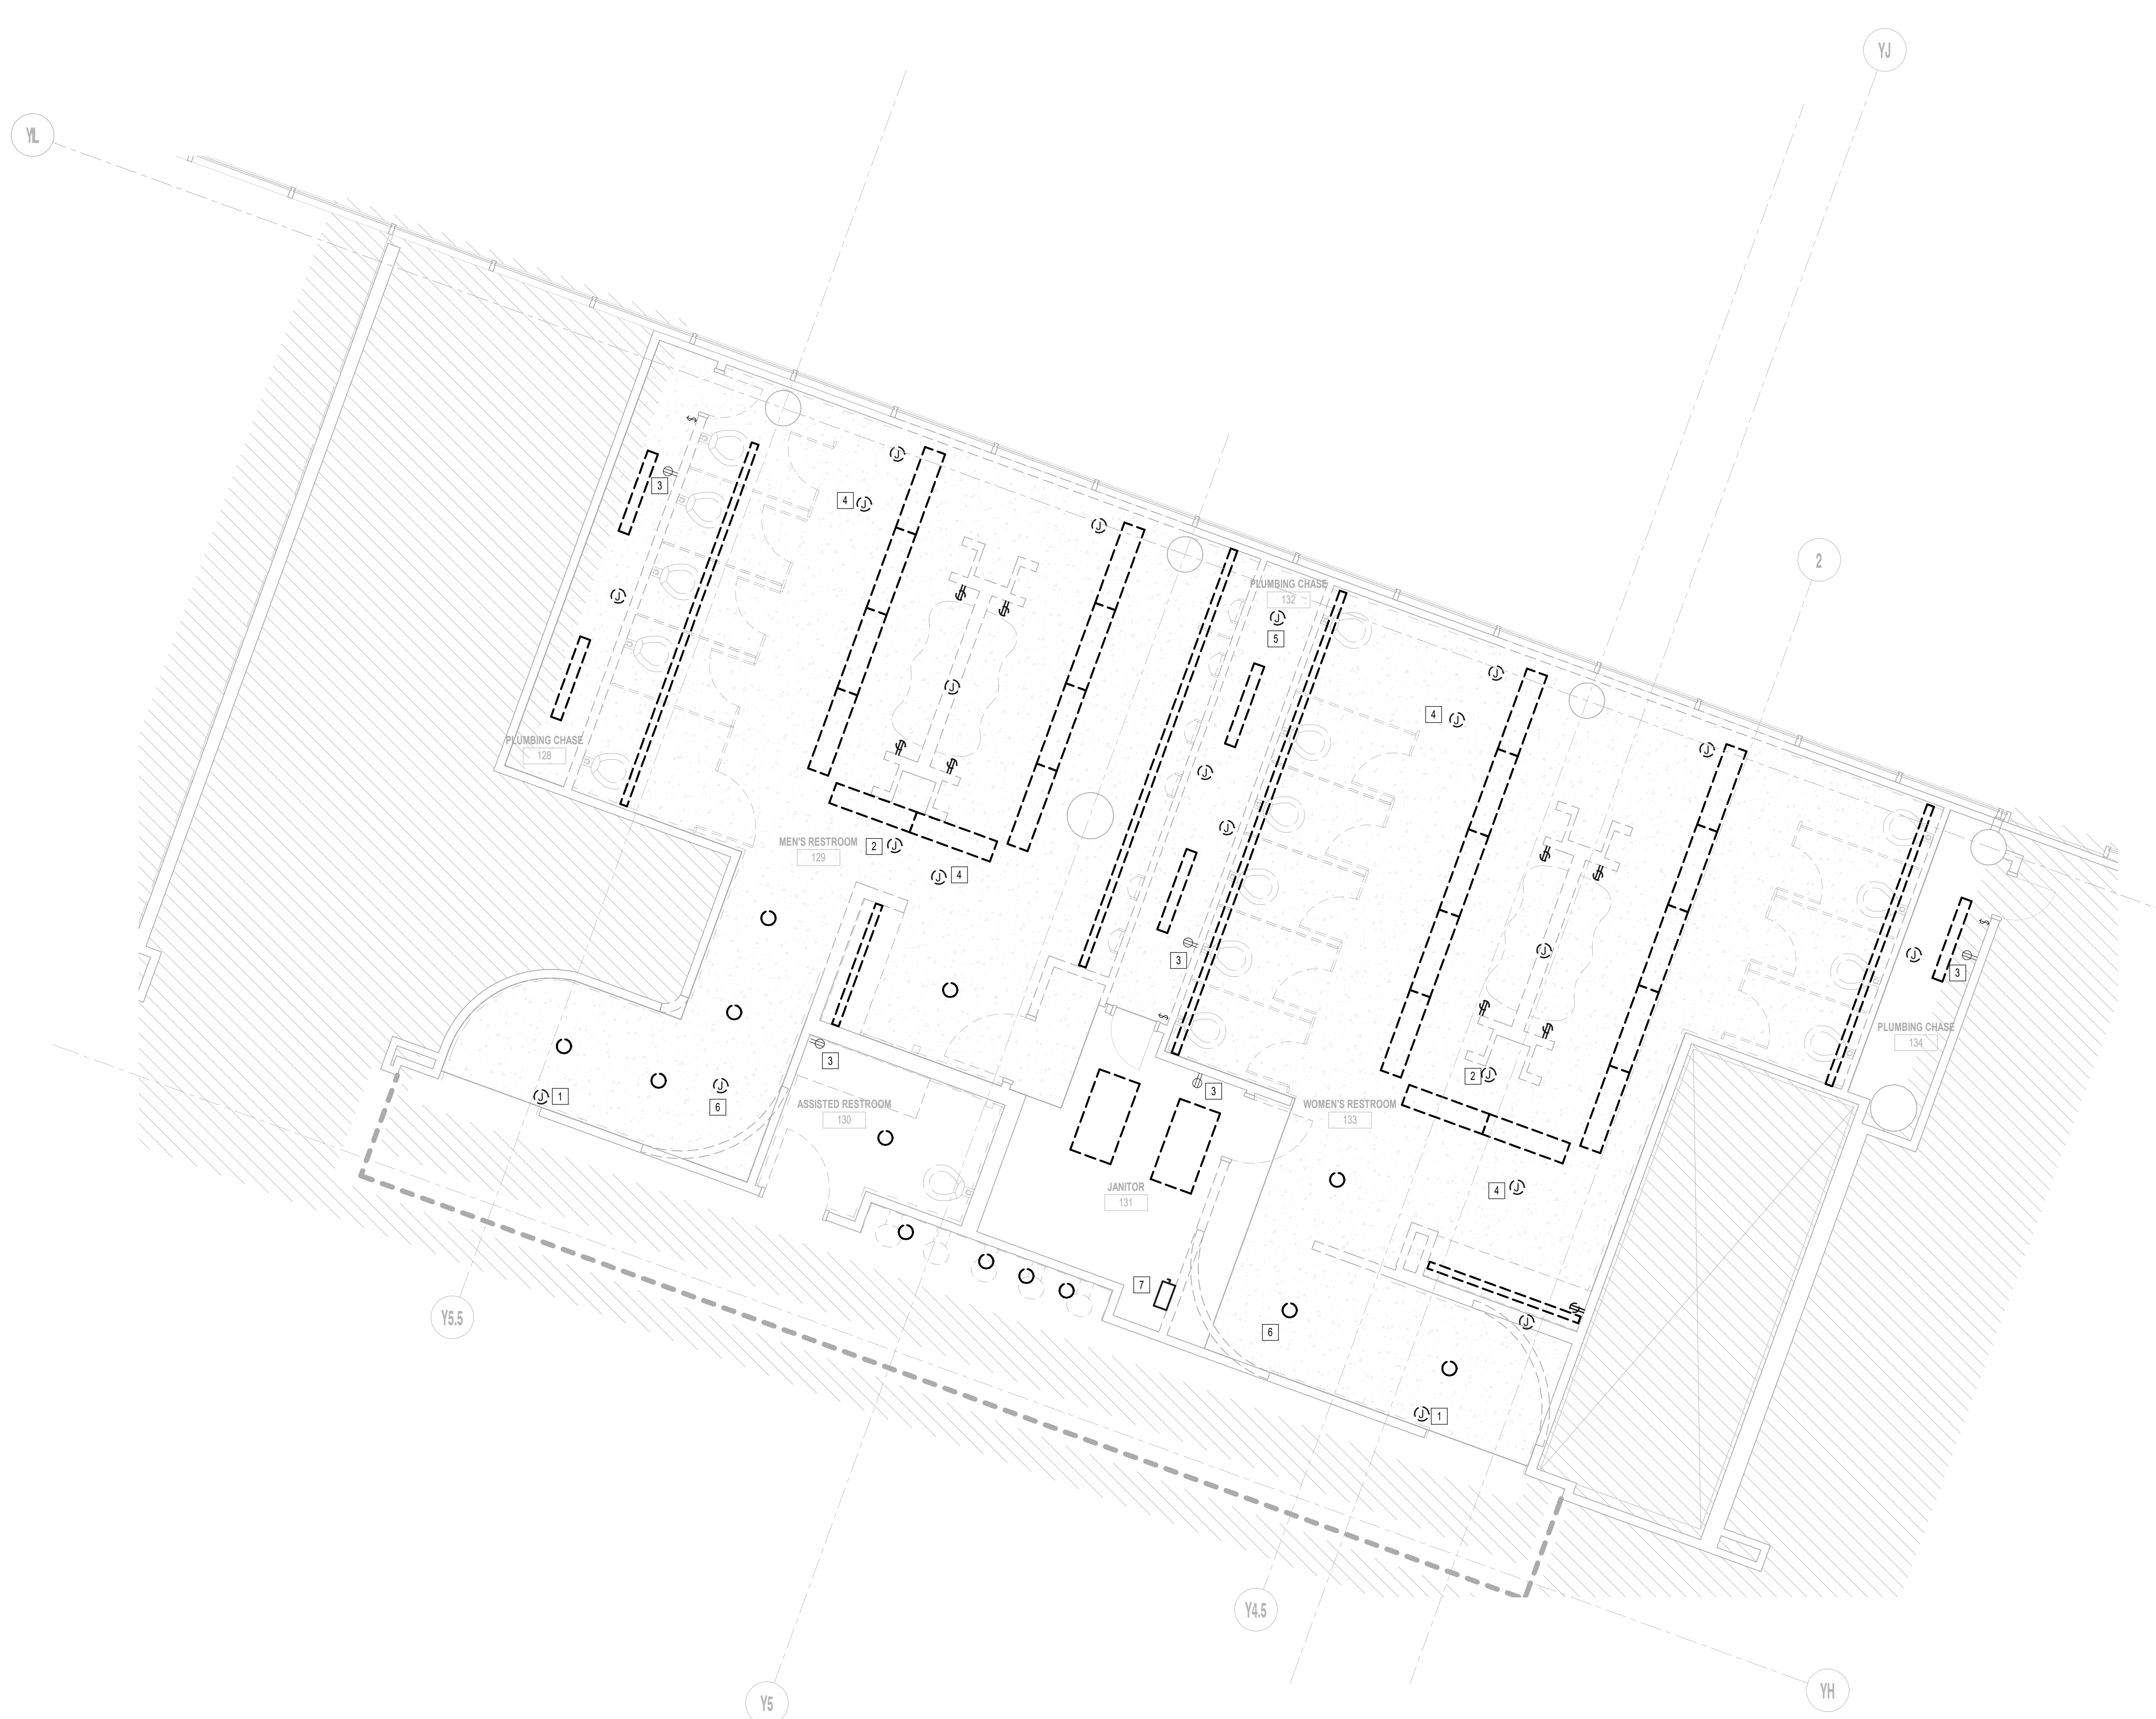 YJ
YL
2
3
4
J
J
J
PLUMBING CHASE
132
J
J
5
J
J
4
J
J
PLUMBING CHASE
128
J
J
MEN'S RESTROOM
129
2
J
J
4
3
J
J
3
PLUMBING CHASE
134
3
2
J
3
J
1
J
6
ASSISTED RESTROOM
130
WOMEN'S RESTROOM
133
JANITOR
131
4
J
7
6
J
J
1
Y5.5
Y4.5
Y5
YH